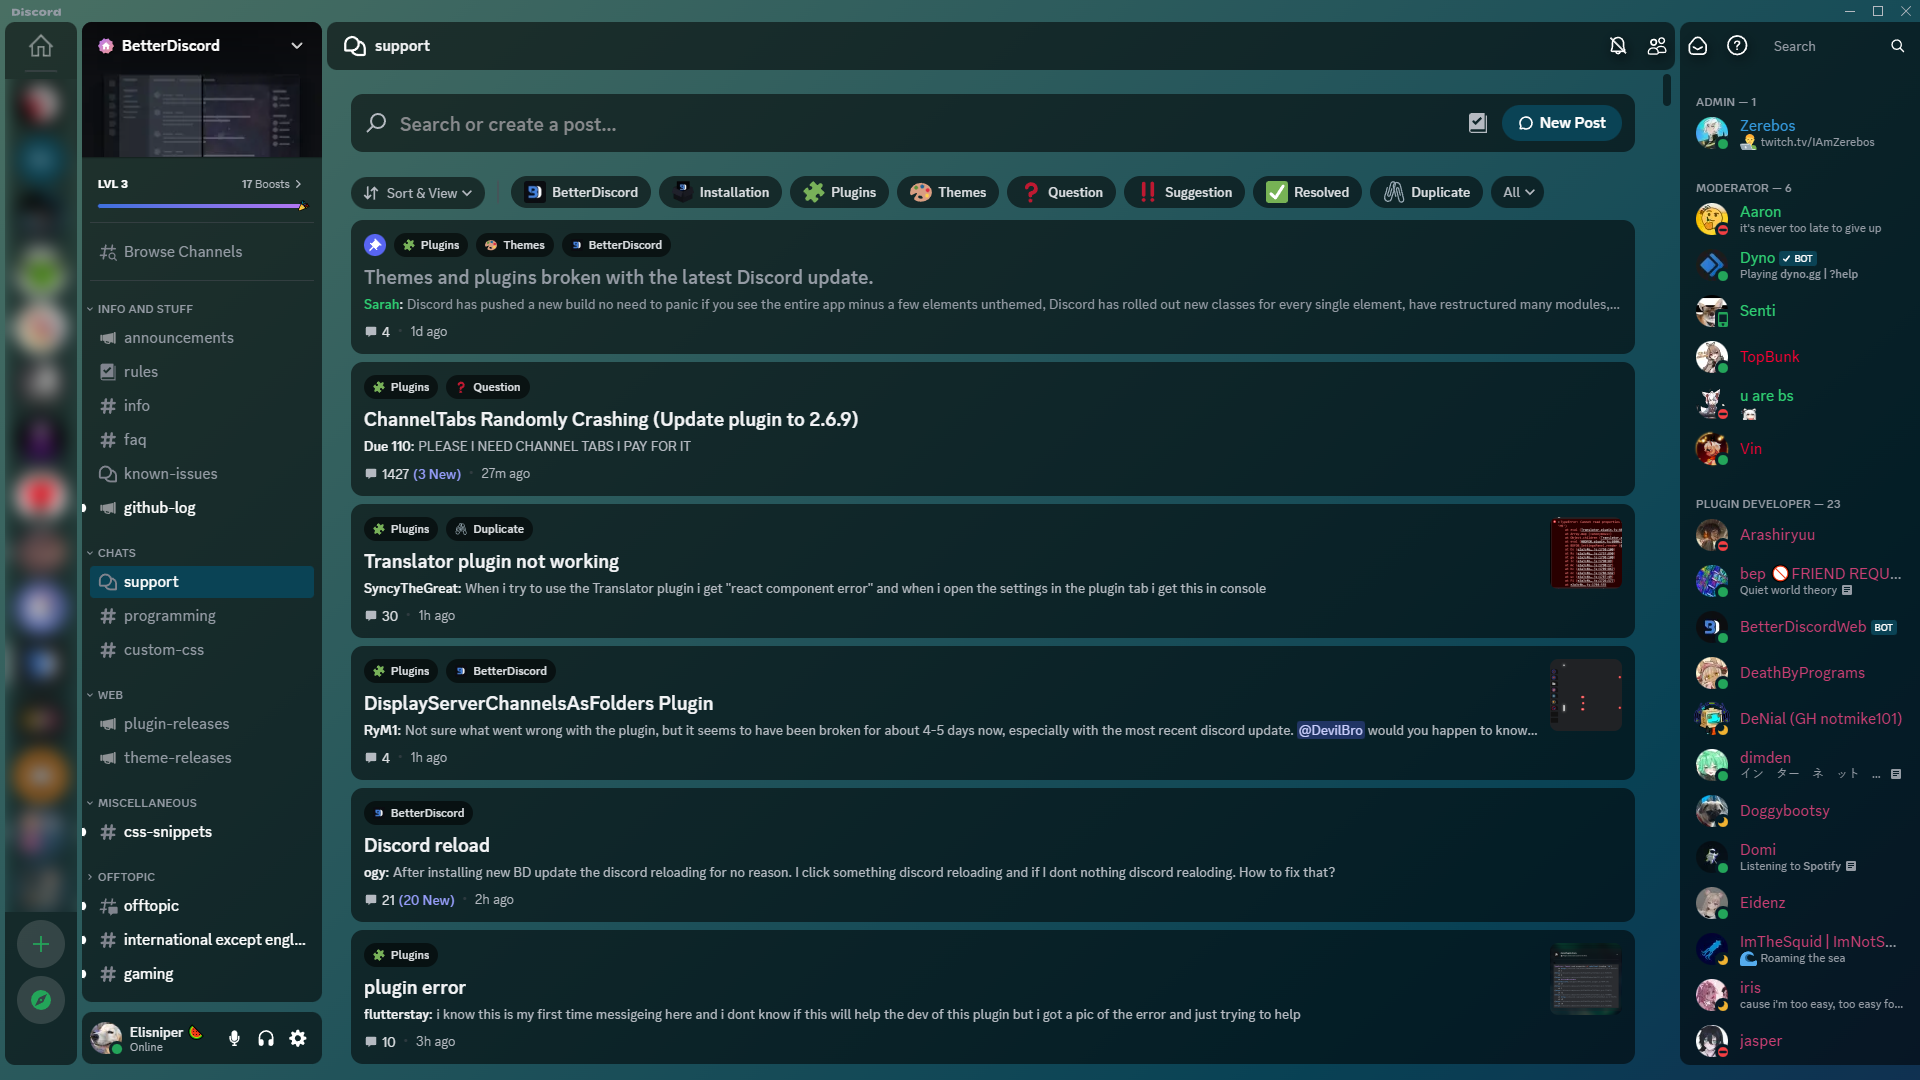 Discord
BetterDiscord
LVL 3
17 Boosts
Browse Channels
INFO AND STUFF
announcements
rules
info
faq
known-issues
github-log
CHATS
support
programming
custom-css
WEB
plugin-releases
theme-releases
MISCELLANEOUS
css-snippets
OFFTOPIC
offtopic
international except engl...
gaming
Elisniper
Online
support
Search or create a post...
New Post
Sort & View
BetterDiscord
Installation
Plugins
Themes
Question
Suggestion
Resolved
Duplicate
All
Plugins Themes BetterDiscord
Themes and plugins broken with the latest Discord update.
Sarah: Discord has pushed a new build no need to panic if you see the entire app minus a few elements unthemed, Discord has rolled out new classes for every single element, have restructured many modules,...
4 • 1d ago
Plugins Question
ChannelTabs Randomly Crashing (Update plugin to 2.6.9)
Due 110: PLEASE I NEED CHANNEL TABS I PAY FOR IT
1427 (3 New) • 27m ago
Plugins Duplicate
Translator plugin not working
SyncyTheGreat: When i try to use the Translator plugin i get "react component error" and when i open the settings in the plugin tab i get this in console
30 • 1h ago
Plugins BetterDiscord
DisplayServerChannelsAsFolders Plugin
RyM1: Not sure what went wrong with the plugin, but it seems to have been broken for about 4-5 days now, especially with the most recent discord update. @DevilBro would you happen to know...
4 • 1h ago
BetterDiscord
Discord reload
ogy: After installing new BD update the discord reloading for no reason. I click something discord reloading and if I dont nothing discord realoding. How to fix that?
21 (20 New) • 2h ago
Plugins
plugin error
flutterstay: i know this is my first time messigeing here and i dont know if this will help the dev of this plugin but i got a pic of the error and just trying to help
10 • 3h ago
Search
ADMIN — 1
Zerebos
twitch.tv/IAmZerebos
MODERATOR — 6
Aaron
it's never too late to give up
Dyno ✓ BOT
Playing dyno.gg | ?help
Senti
TopBunk
u are bs
Vin
PLUGIN DEVELOPER — 23
Arashiryuu
bep 🚫 FRIEND REQU...
Quiet world theory
BetterDiscordWeb BOT
DeathByPrograms
DeNial (GH notmike101)
dimden
イン ター ネ ット ...
Doggybootsy
Domi
Listening to Spotify
Eidenz
ImTheSquid | ImNotS...
Roaming the sea
iris
cause i'm too easy, too easy fo...
jasper